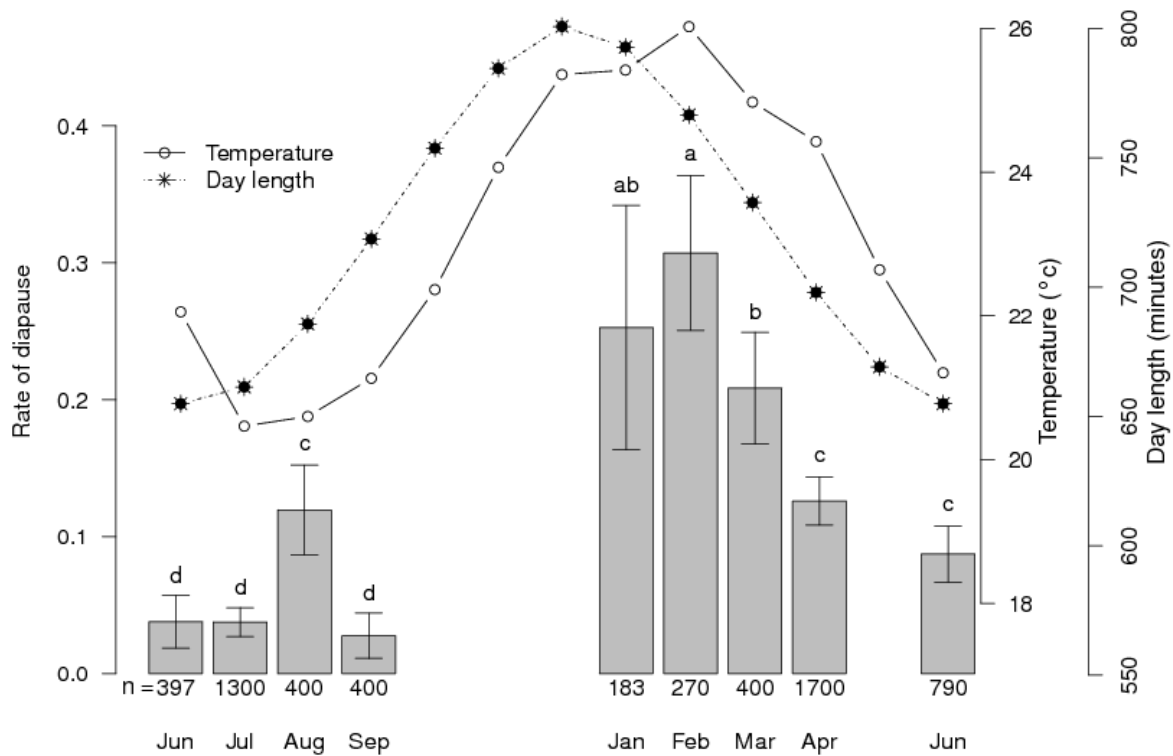 Rate of diapause
0.4
0.3
0.2
0.1
0.0
Temperature
Day length
d
d
c
d
ab
a
b
c
c
n =397 1300 400 400 183 270 400 1700 790
Jun Jul Aug Sep Jan Feb Mar Apr Jun
26
24
22
20
18
Temperature (°c)
800
750
700
650
600
550
Day length (minutes)